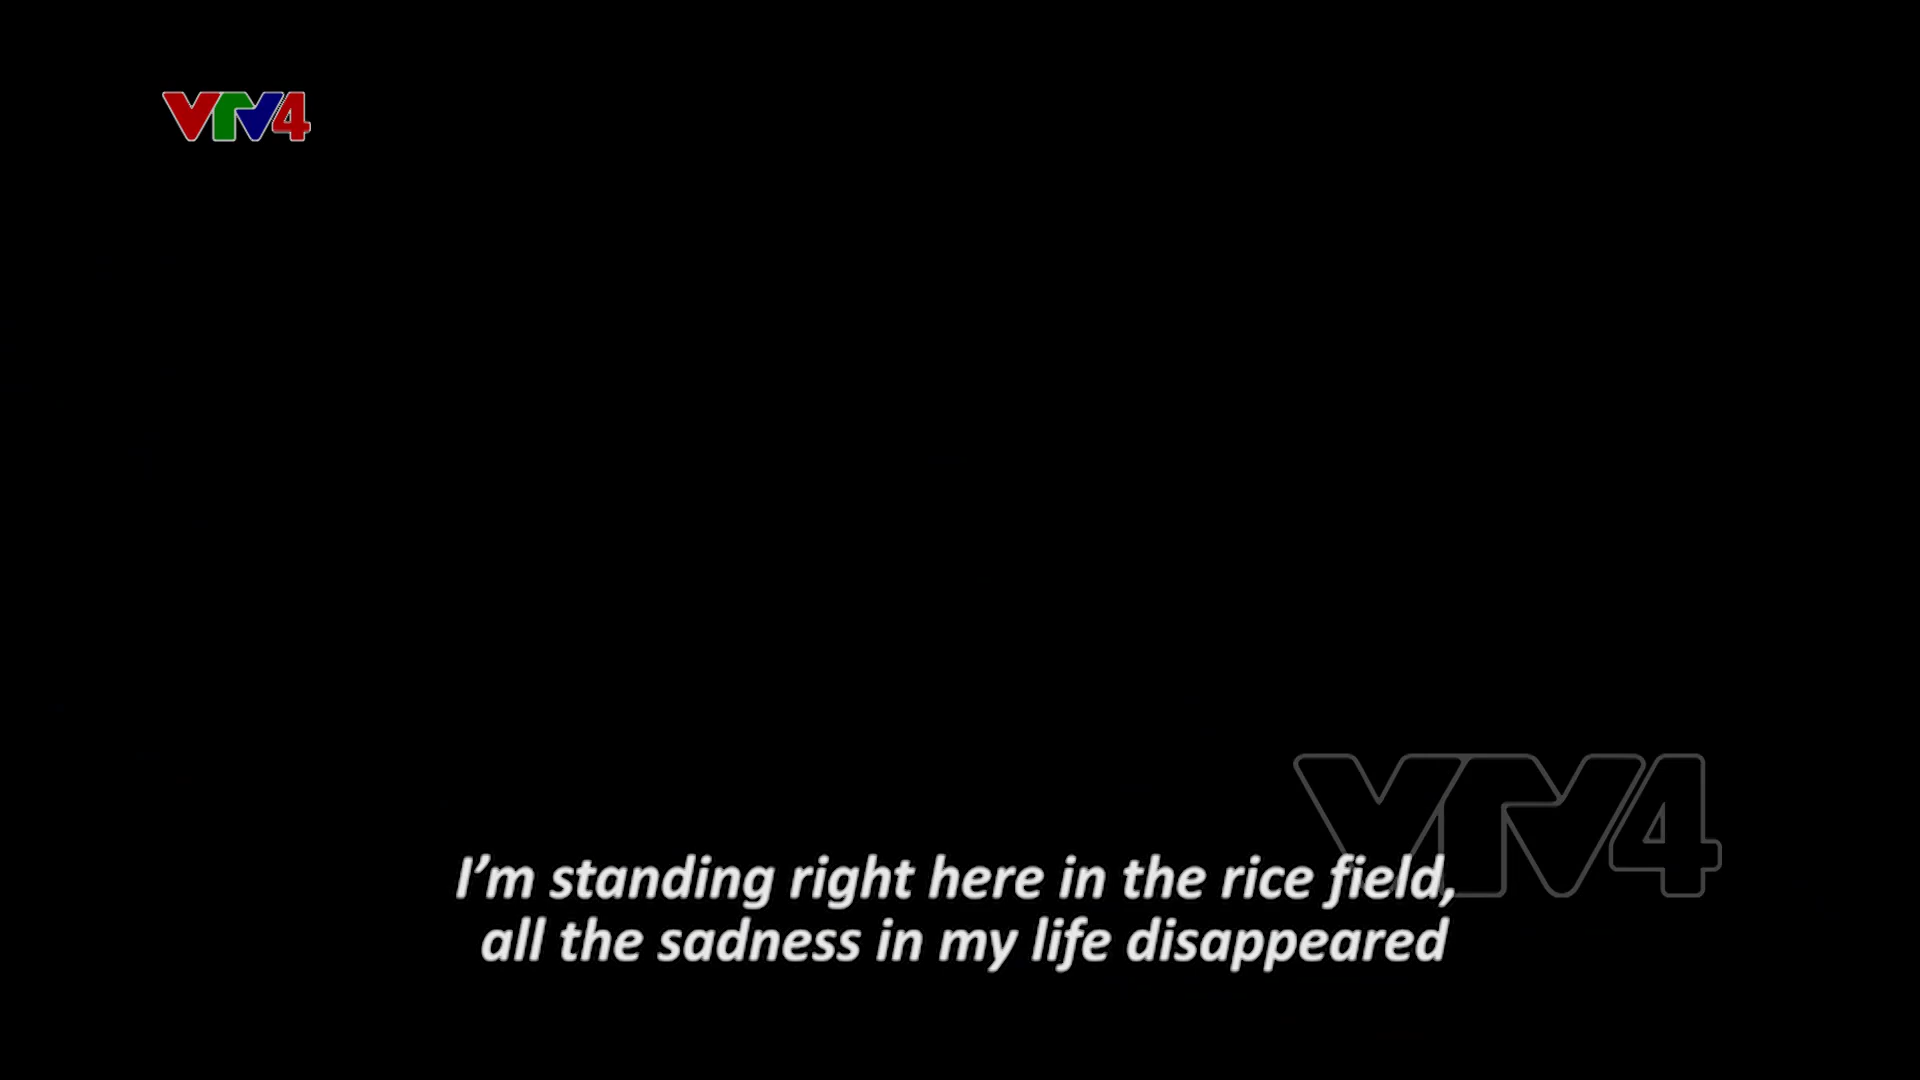 VTV4
VTV4
I'm standing right here in the rice field,
all the sadness in my life disappeared